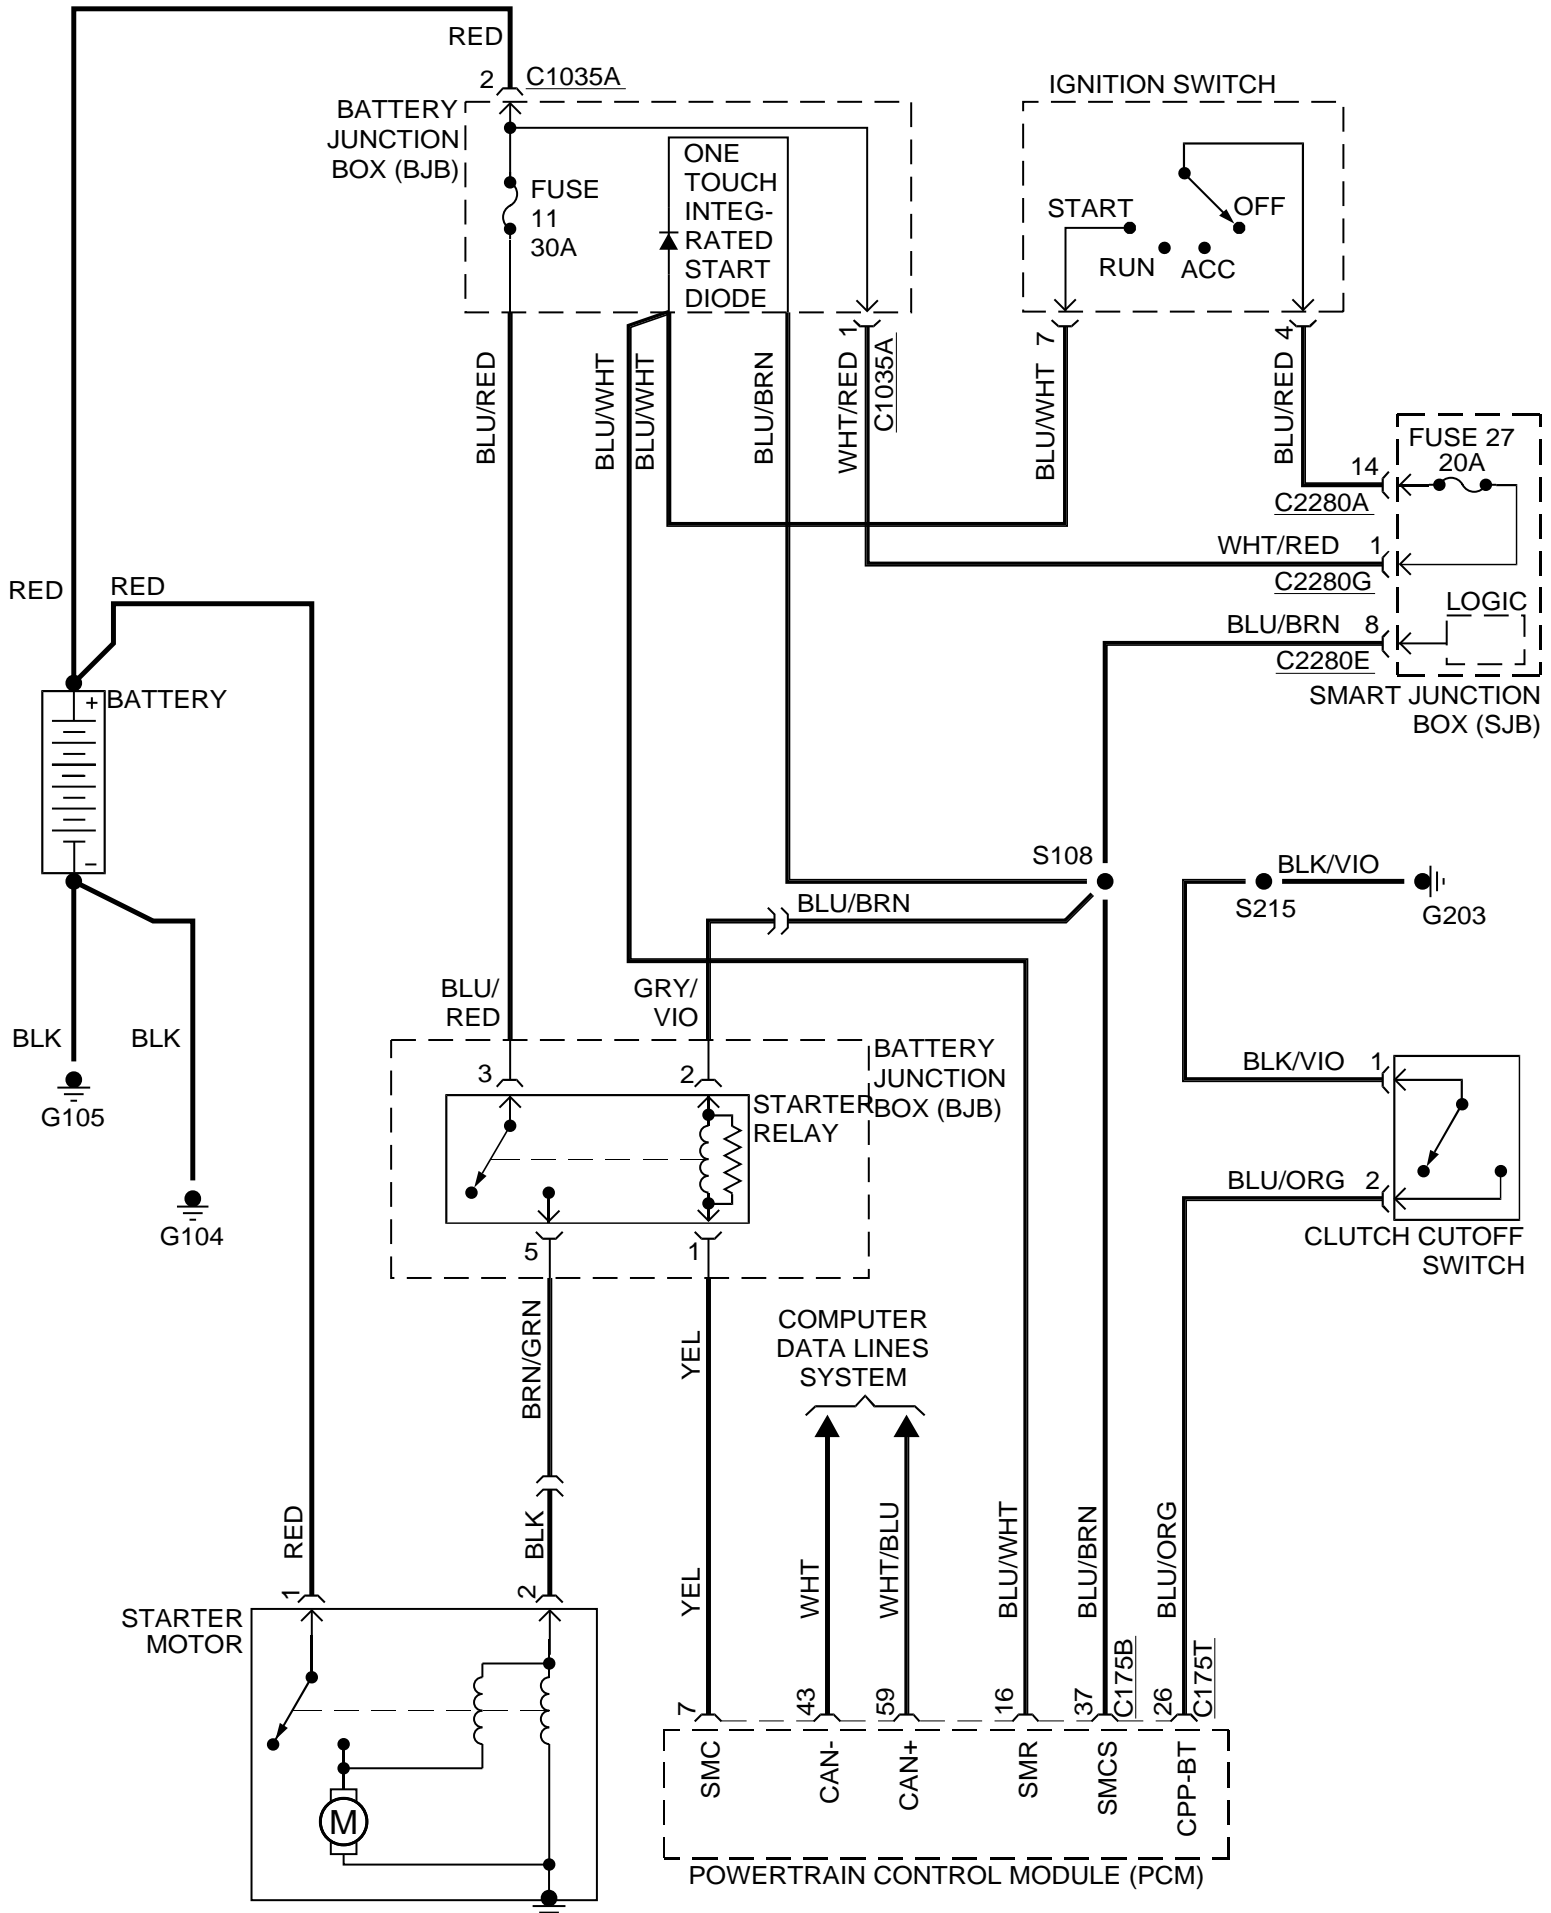 RED
2
C1035A
BATTERY
JUNCTION
BOX (BJB)
FUSE
11
30A
ONE
TOUCH
INTEG-
RATED
START
DIODE
IGNITION SWITCH
START
OFF
RUN
ACC
BLU/RED
BLU/WHT
BLU/WHT
BLU/BRN
WHT/RED
1
C1035A
BLU/WHT
7
BLU/RED
4
FUSE 27
20A
14
C2280A
WHT/RED
1
C2280G
LOGIC
BLU/BRN
8
C2280E
SMART JUNCTION
BOX (SJB)
RED
RED
+
BATTERY
–
S108
BLU/BRN
BLK/VIO
S215
G203
BLU/
RED
GRY/
VIO
BLK
BLK
G105
G104
3
2
BATTERY
JUNCTION
BOX (BJB)
STARTER
RELAY
5
1
BLK/VIO
1
BLU/ORG
2
CLUTCH CUTOFF
SWITCH
BRN/GRN
YEL
COMPUTER
DATA LINES
SYSTEM
RED
1
BLK
2
YEL
7
WHT
43
WHT/BLU
59
BLU/WHT
16
BLU/BRN
37
C175B
BLU/ORG
26
C175T
STARTER
MOTOR
M
SMC
CAN-
CAN+
SMR
SMCS
CPP-BT
POWERTRAIN CONTROL MODULE (PCM)